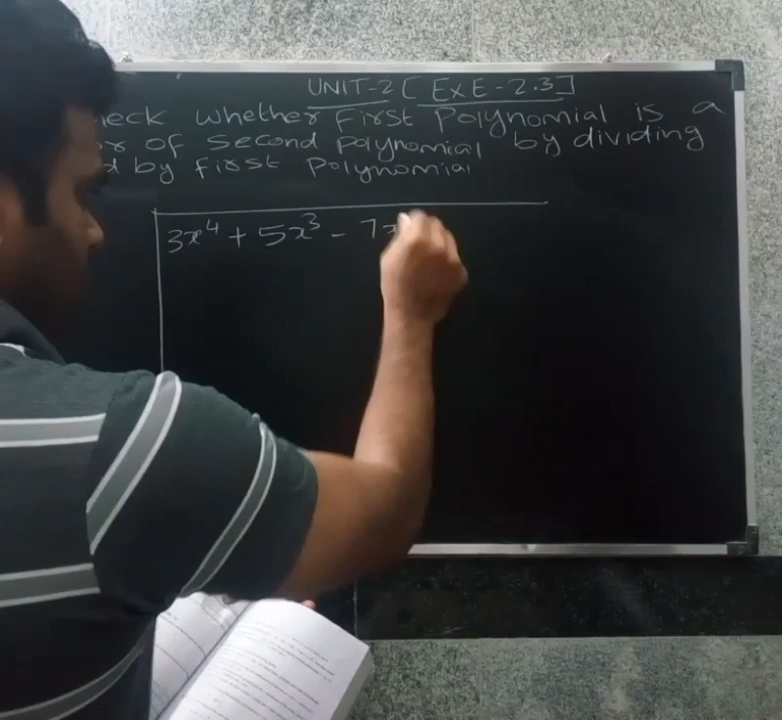 UNIT-2 [ EXE - 2.3 ]
eck whether First Polynomial is a
r of Second Polynomial by dividing
d by first Polynomial
3x⁴ + 5x³ - 7x